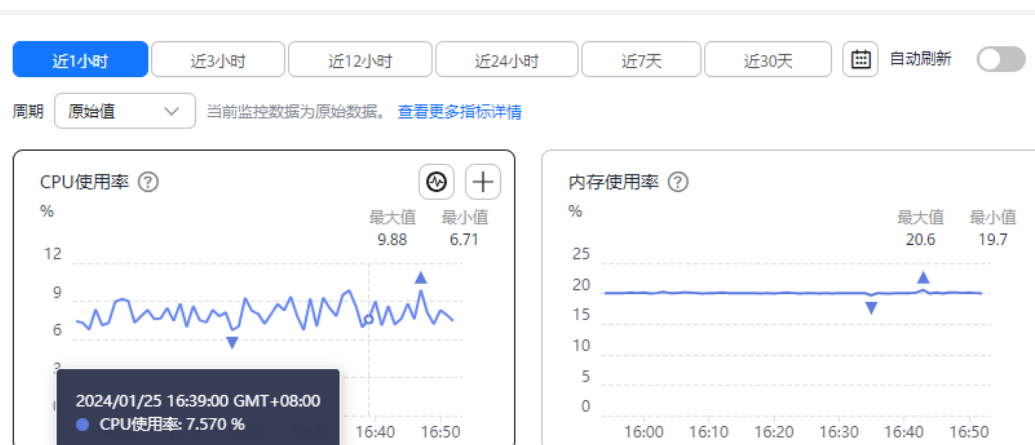 近1小时 近3小时 近12小时 近24小时 近7天 近30天 自动刷新
周期 原始值 当前监控数据为原始数据。 查看更多指标详情
CPU使用率 ?
%
最大值 最小值
9.88 6.71
12
9
6
3
2024/01/25 16:39:00 GMT+08:00
CPU使用率: 7.570 %
16:40 16:50
内存使用率 ?
%
最大值 最小值
20.6 19.7
25
20
15
10
5
0
16:00 16:10 16:20 16:30 16:40 16:50